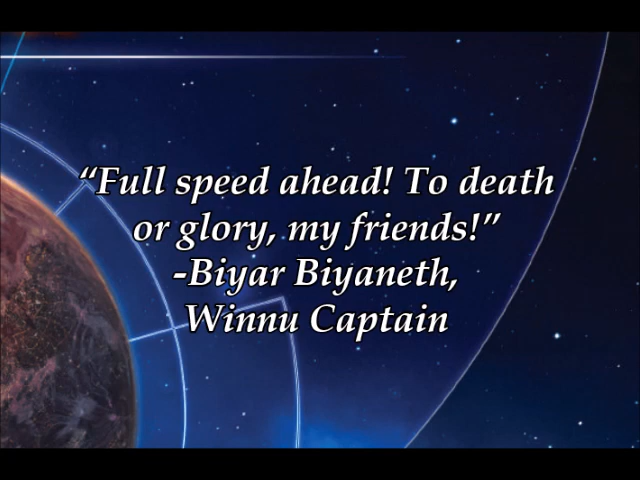 “Full speed ahead! To death
or glory, my friends!”
-Biyar Biyaneth,
Winnu Captain